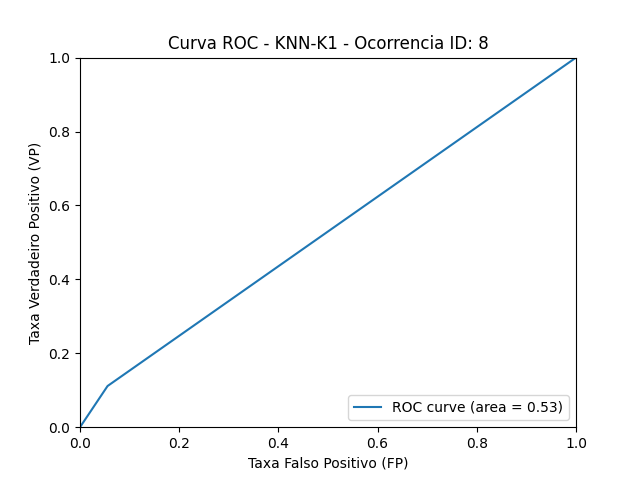 Curva ROC - KNN-K1 - Ocorrencia ID: 8
1.0
0.8
0.6
0.4
0.2
0.0
Taxa Verdadeiro Positivo (VP)
ROC curve (area = 0.53)
0.0 0.2 0.4 0.6 0.8 1.0
Taxa Falso Positivo (FP)